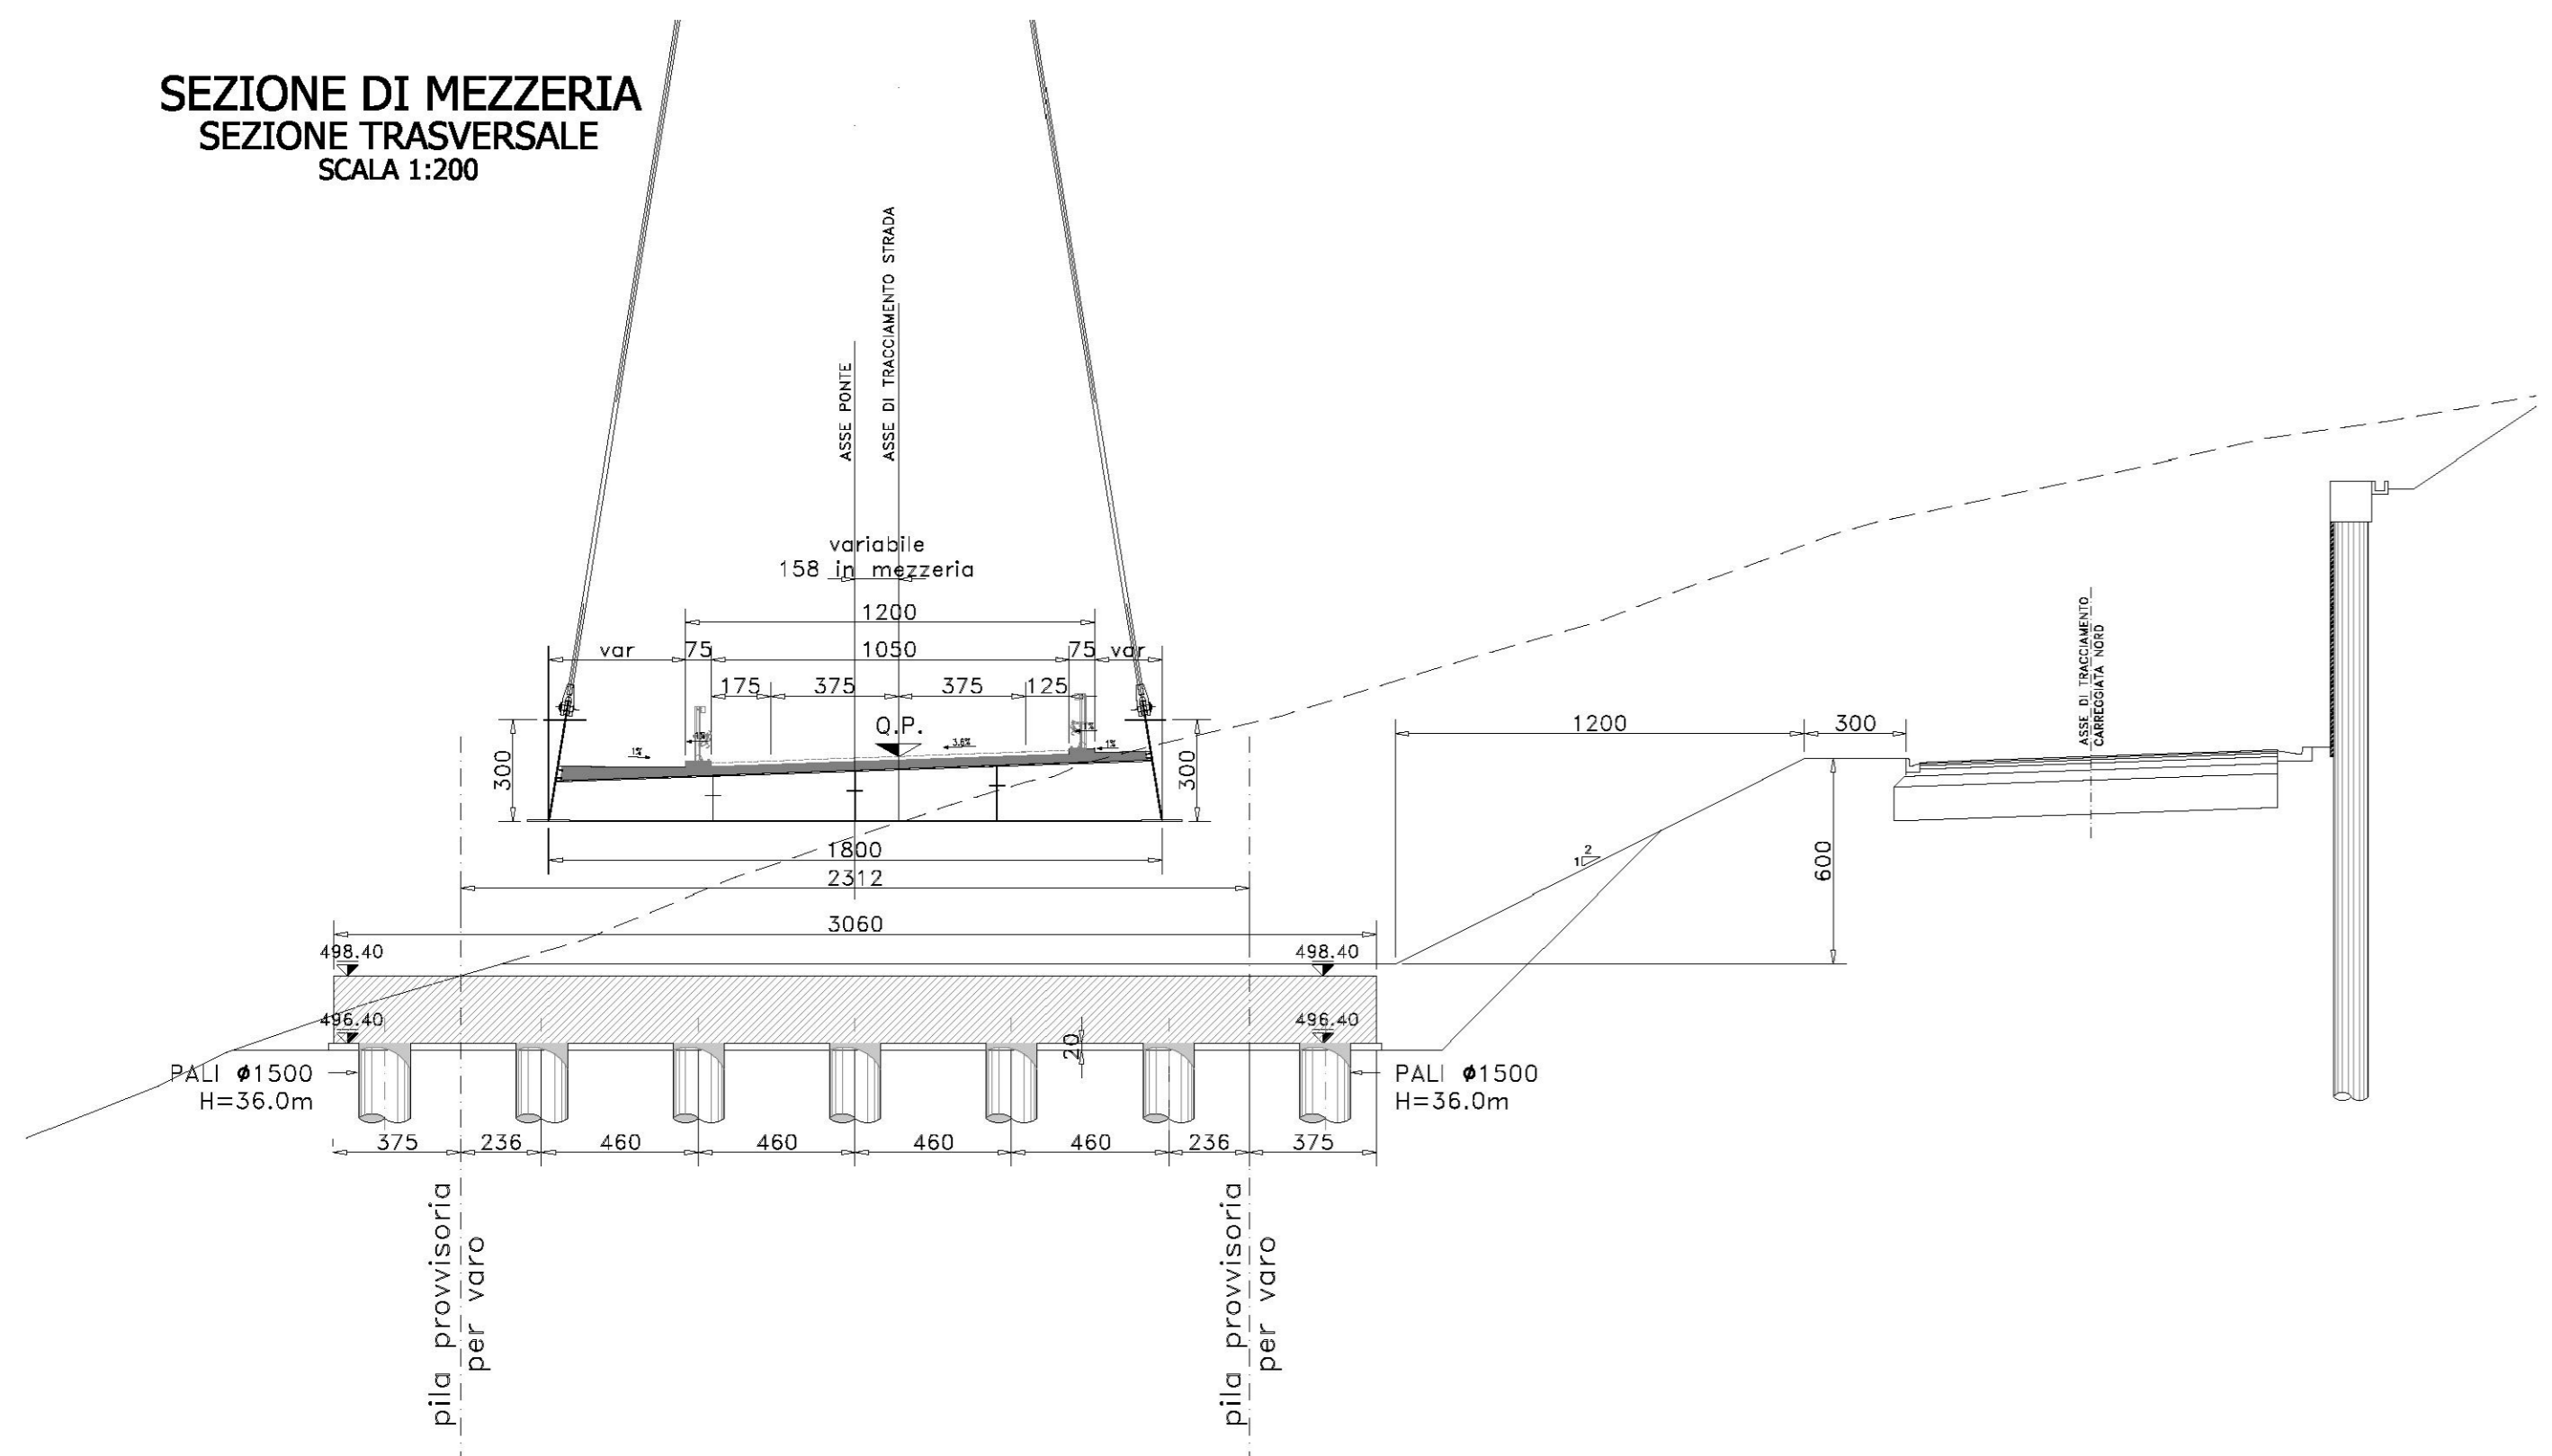 SEZIONE DI MEZZERIA
SEZIONE TRASVERSALE
SCALA 1:200
ASSE PONTE
ASSE DI TRACCIAMENTO STRADA
variabile
158 in mezzeria
1200
var 75 1050 75 var
175 375 375 125
Q.P.
1% 3.6% 1% 1%
300 300
1800
2312
3060
498.40 498.40
496.40 496.40
20
PALI ø1500
H=36.0m
PALI ø1500
H=36.0m
375 236 460 460 460 460 236 375
pila provvisoria
per varo
pila provvisoria
per varo
1200 300
600
1 2
ASSE DI TRACCIAMENTO
CARREGGIATA NORD